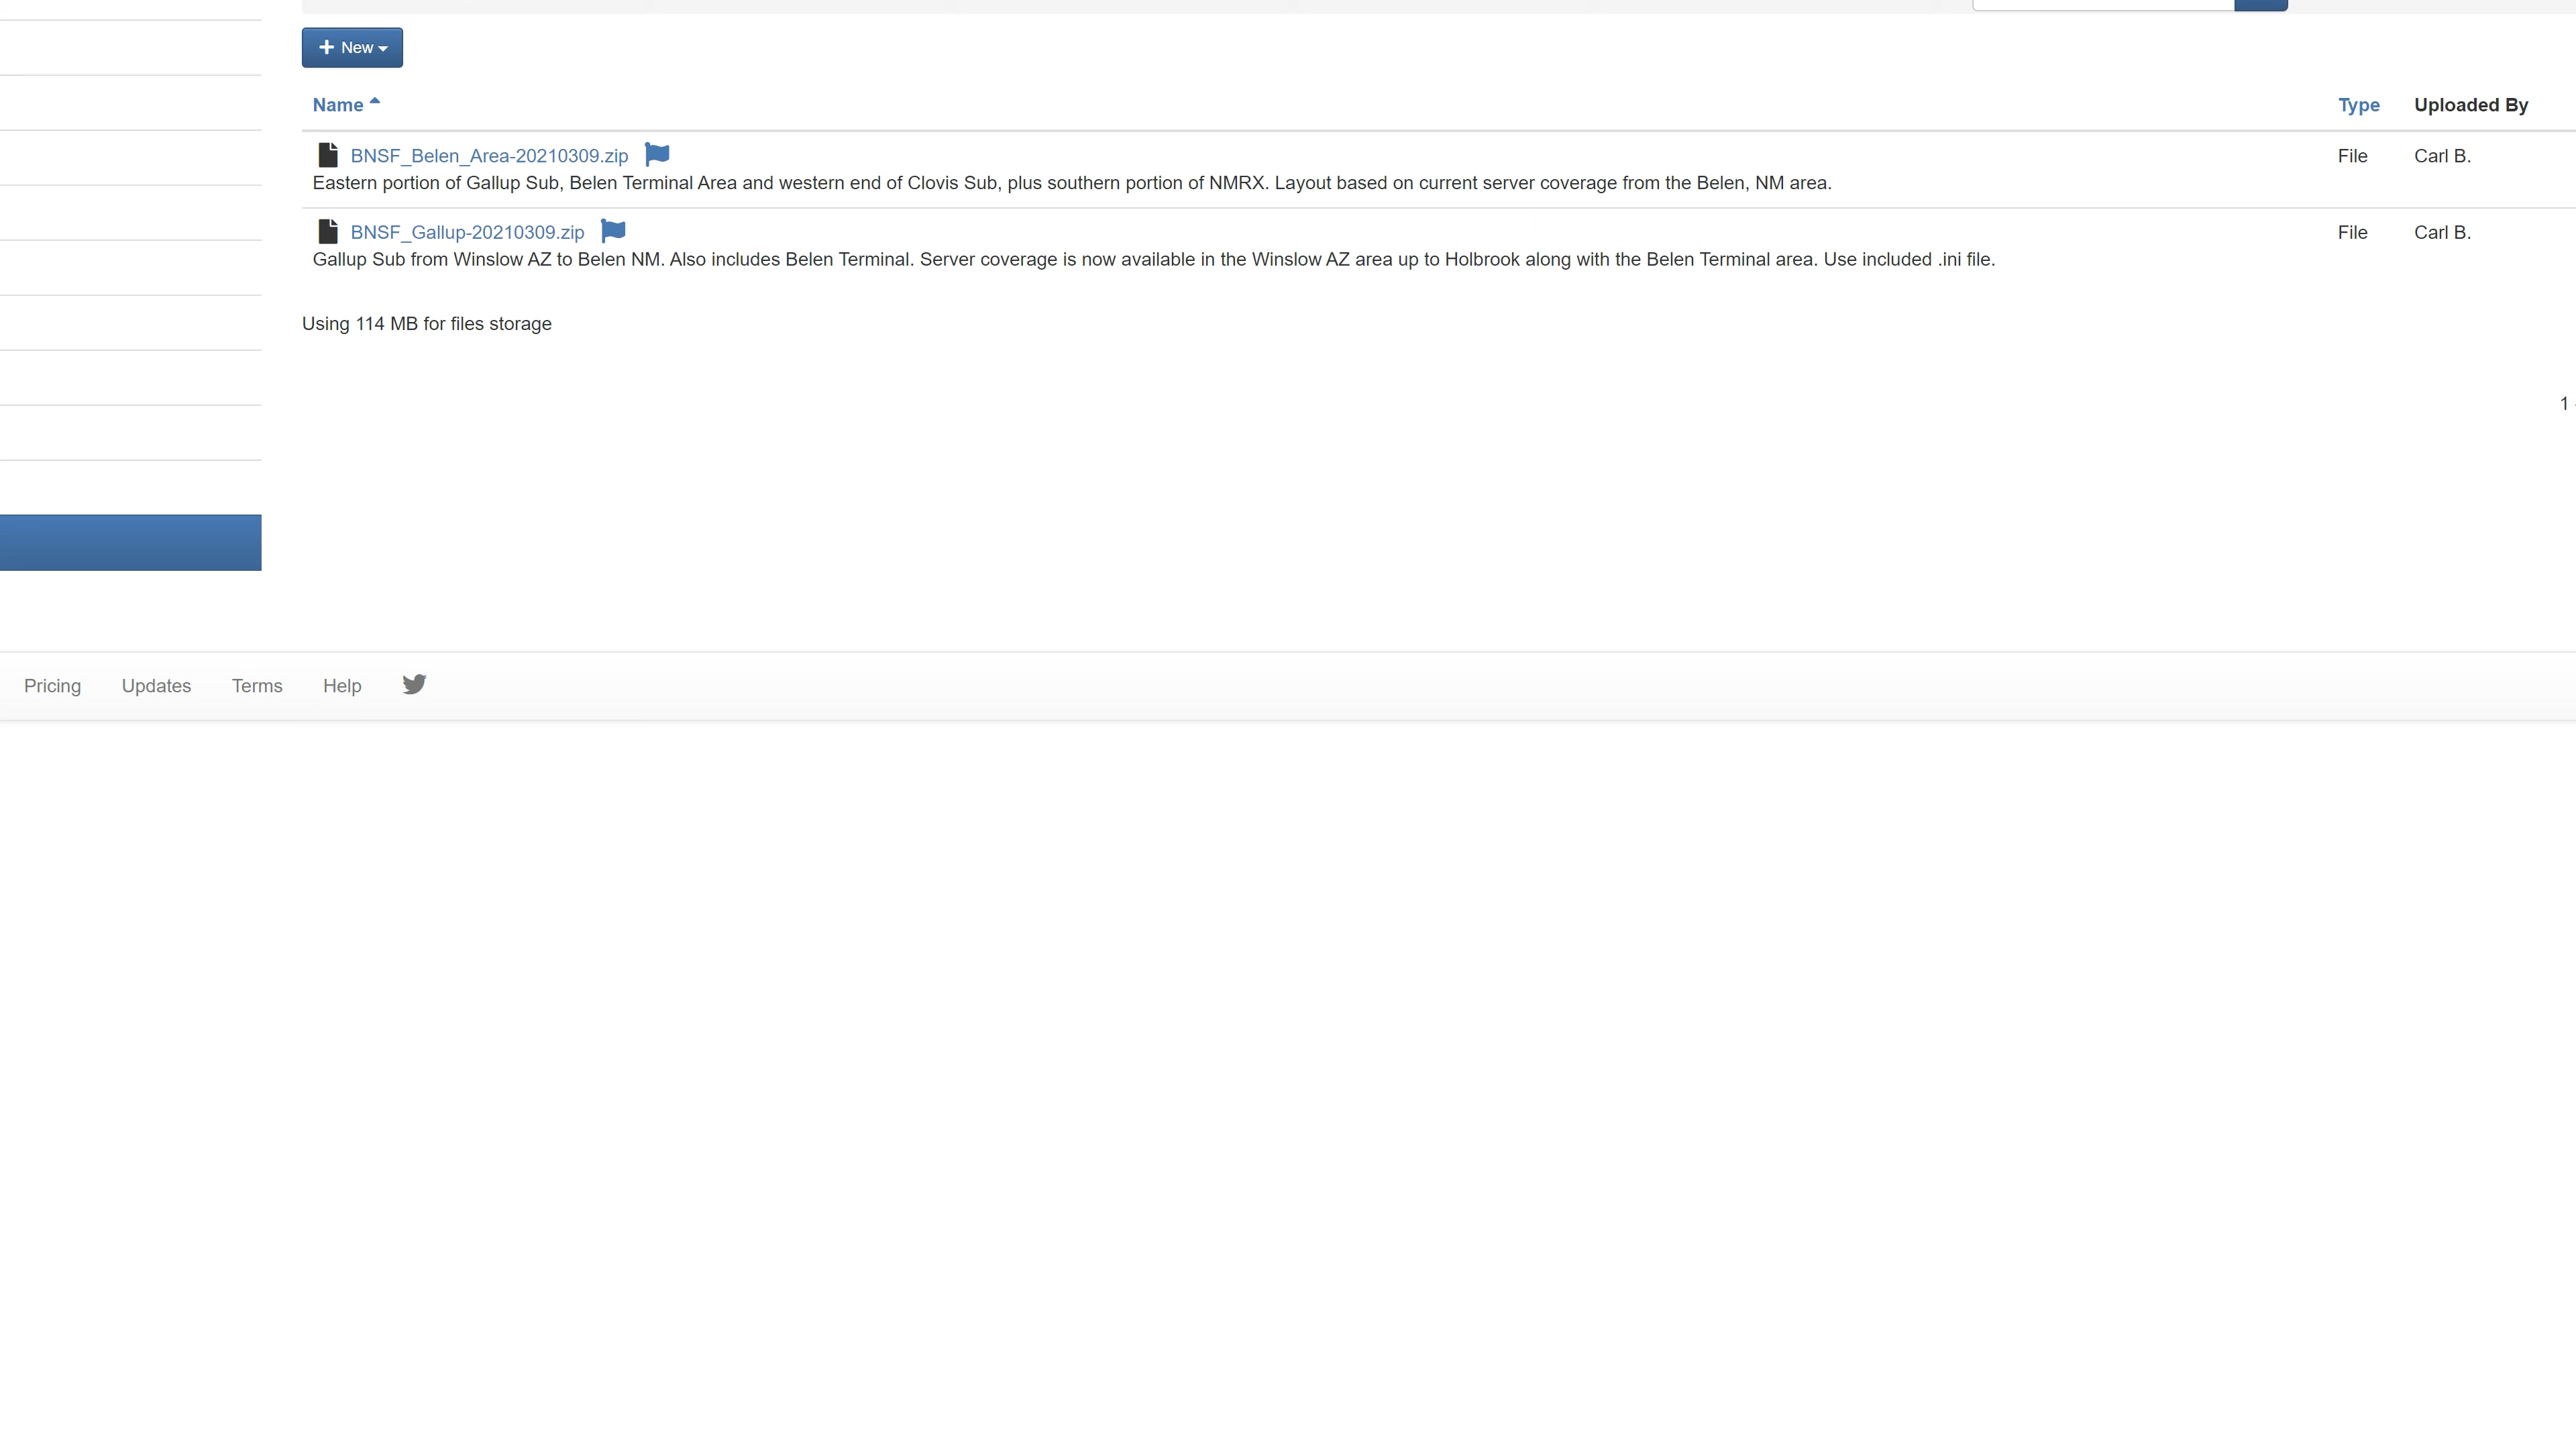 New
Name Type Uploaded By
BNSF_Belen_Area-20210309.zip File Carl B.
Eastern portion of Gallup Sub, Belen Terminal Area and western end of Clovis Sub, plus southern portion of NMRX. Layout based on current server coverage from the Belen, NM area.
BNSF_Gallup-20210309.zip File Carl B.
Gallup Sub from Winslow AZ to Belen NM. Also includes Belen Terminal. Server coverage is now available in the Winslow AZ area up to Holbrook along with the Belen Terminal area. Use included .ini file.
Using 114 MB for files storage
1
Pricing Updates Terms Help